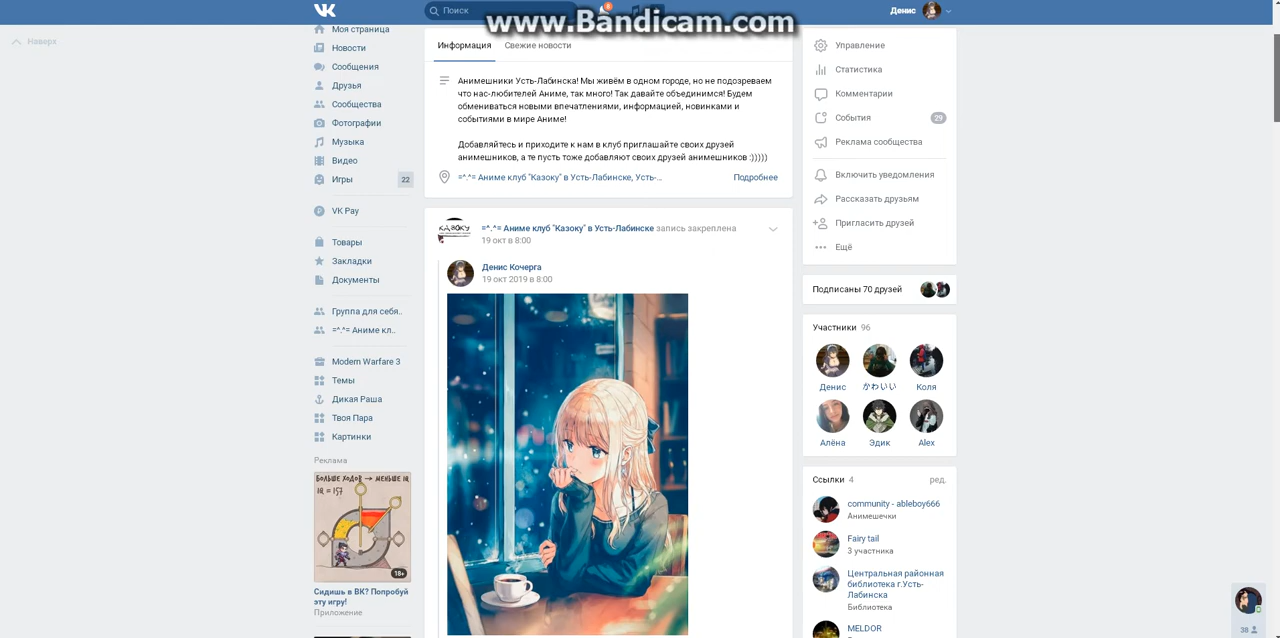 Поиск
8
www.Bandicam.com
Денис
Наверх
Моя страница
Новости
Сообщения
Друзья
Сообщества
Фотографии
Музыка
Видео
Игры
22
VK Pay
Товары
Закладки
Документы
Группа для себя..
=^.^= Аниме кл..
Modern Warfare 3
Темы
Дикая Раша
Твоя Пара
Картинки
Реклама
БОЛЬШЕ ХОДОВ → МЕНЬШЕ IQ
IQ = 157
18+
Сидишь в ВК? Попробуй
эту игру!
Приложение
Информация
Свежие новости
Анимешники Усть-Лабинска! Мы живём в одном городе, но не подозреваем
что нас-любителей Аниме, так много! Так давайте объединимся! Будем
обмениваться новыми впечатлениями, информацией, новинками и
событиями в мире Аниме!
Добавляйтесь и приходите к нам в клуб приглашайте своих друзей
анимешников, а те пусть тоже добавляют своих друзей анимешников :)))))
=^.^= Аниме клуб "Казоку" в Усть-Лабинске, Усть-...
Подробнее
КАЗОКУ
=^.^= Аниме клуб "Казоку" в Усть-Лабинске запись закреплена
19 окт в 8:00
Денис Кочерга
19 окт 2019 в 8:00
Управление
Статистика
Комментарии
События
29
Реклама сообщества
Включить уведомления
Рассказать друзьям
Пригласить друзей
Ещё
Подписаны 70 друзей
Участники 96
Денис
かわいい
Коля
Алёна
Эдик
Alex
Ссылки 4
ред.
community - ableboy666
Анимешечки
Fairy tail
3 участника
Центральная районная
библиотека г.Усть-
Лабинска
Библиотека
MELDOR
38